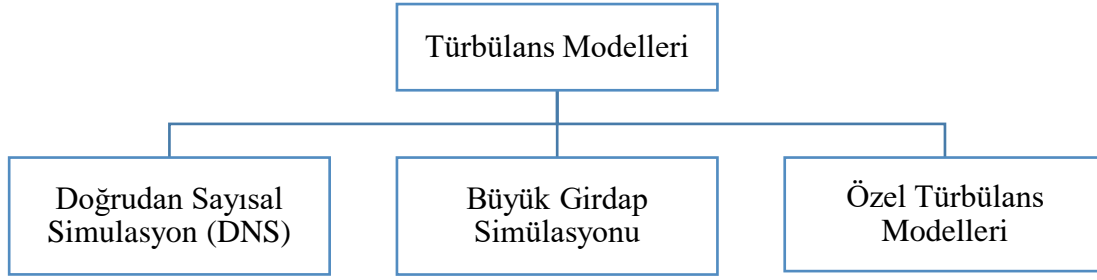 Türbülans Modelleri
Doğrudan Sayısal
Simulasyon (DNS)
Büyük Girdap
Simülasyonu
Özel Türbülans
Modelleri